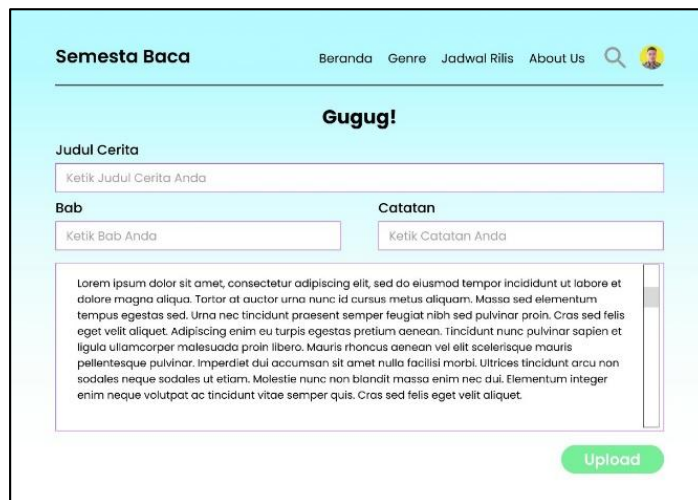 Semesta Baca Beranda Genre Jadwal Rilis About Us
Gugug!
Judul Cerita
Ketik Judul Cerita Anda
Bab Catatan
Ketik Bab Anda Ketik Catatan Anda
Lorem ipsum dolor sit amet, consectetur adipiscing elit, sed do eiusmod tempor incididunt ut labore et
dolore magna aliqua. Tortor at auctor urna nunc id cursus metus aliquam. Massa sed elementum
tempus egestas sed. Urna nec tincidunt praesent semper feugiat nibh sed pulvinar proin. Cras sed felis
eget velit aliquet. Adipiscing enim eu turpis egestas pretium aenean. Tincidunt nunc pulvinar sapien et
ligula ullamcorper malesuada proin libero. Mauris rhoncus aenean vel elit scelerisque mauris
pellentesque pulvinar. Imperdiet dui accumsan sit amet nulla facilisi morbi. Ultrices tincidunt arcu non
sodales neque sodales ut etiam. Molestie nunc non blandit massa enim nec dui. Elementum integer
enim neque volutpat ac tincidunt vitae semper quis. Cras sed felis eget velit aliquet.
Upload